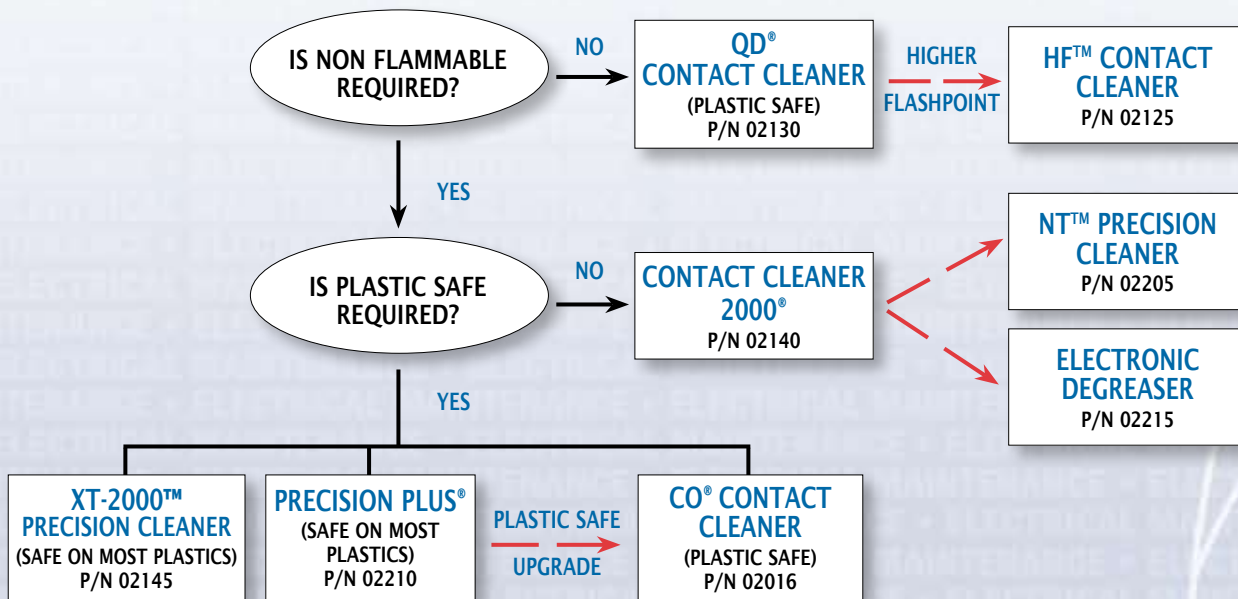 IS NON FLAMMABLE
REQUIRED?
NO
QD®
CONTACT CLEANER
(PLASTIC SAFE)
P/N 02130
HIGHER
FLASHPOINT
HF™ CONTACT
CLEANER
P/N 02125
YES
IS PLASTIC SAFE
REQUIRED?
NO
CONTACT CLEANER
2000®
P/N 02140
NT™ PRECISION
CLEANER
P/N 02205
ELECTRONIC
DEGREASER
P/N 02215
YES
XT-2000™
PRECISION CLEANER
(SAFE ON MOST PLASTICS)
P/N 02145
PRECISION PLUS®
(SAFE ON MOST
PLASTICS)
P/N 02210
PLASTIC SAFE
UPGRADE
CO® CONTACT
CLEANER
(PLASTIC SAFE)
P/N 02016